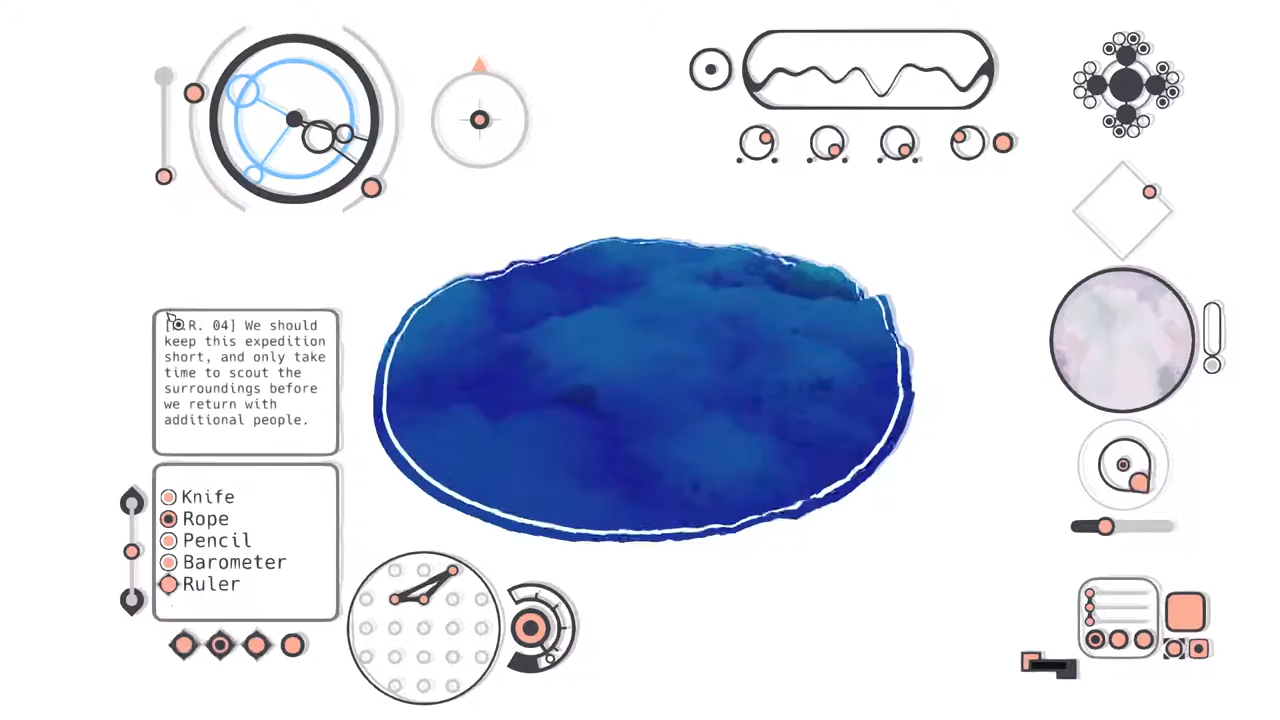 R. 04] We should
keep this expedition
short, and only take
time to scout the
surroundings before
we return with
additional people.
Knife
Rope
Pencil
Barometer
Ruler